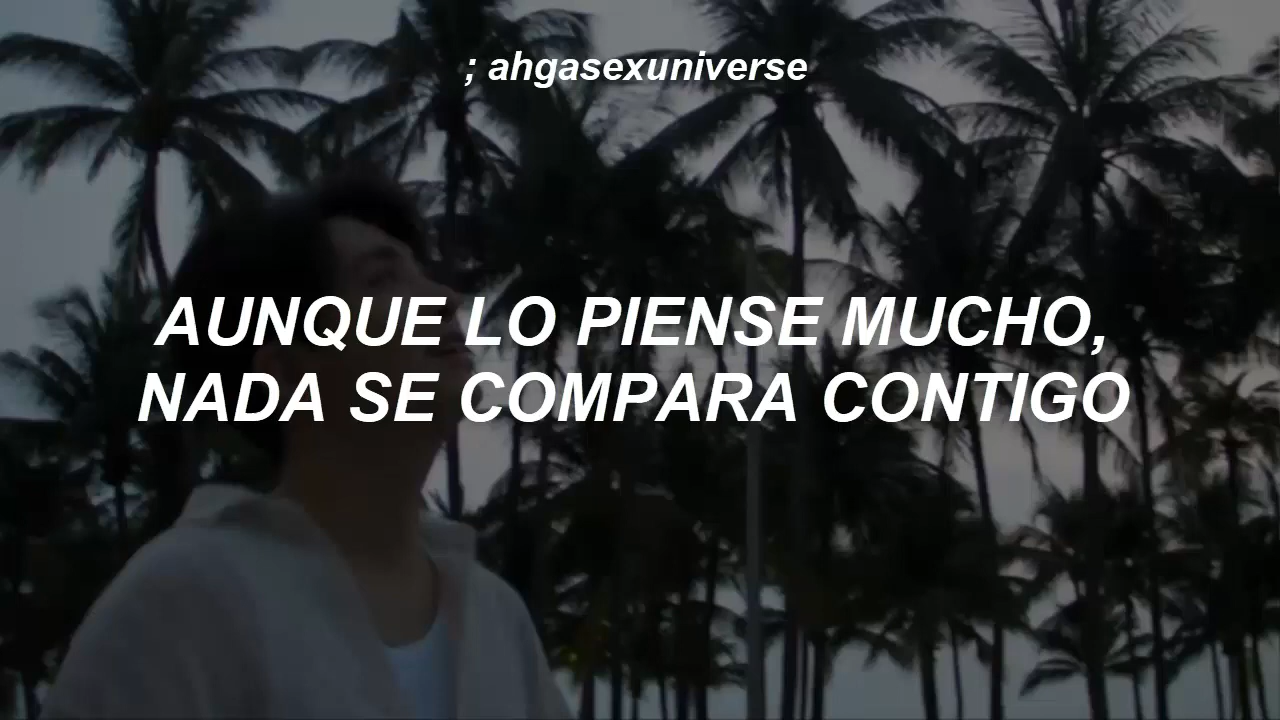 ; ahgasexuniverse
AUNQUE LO PIENSE MUCHO,
NADA SE COMPARA CONTIGO